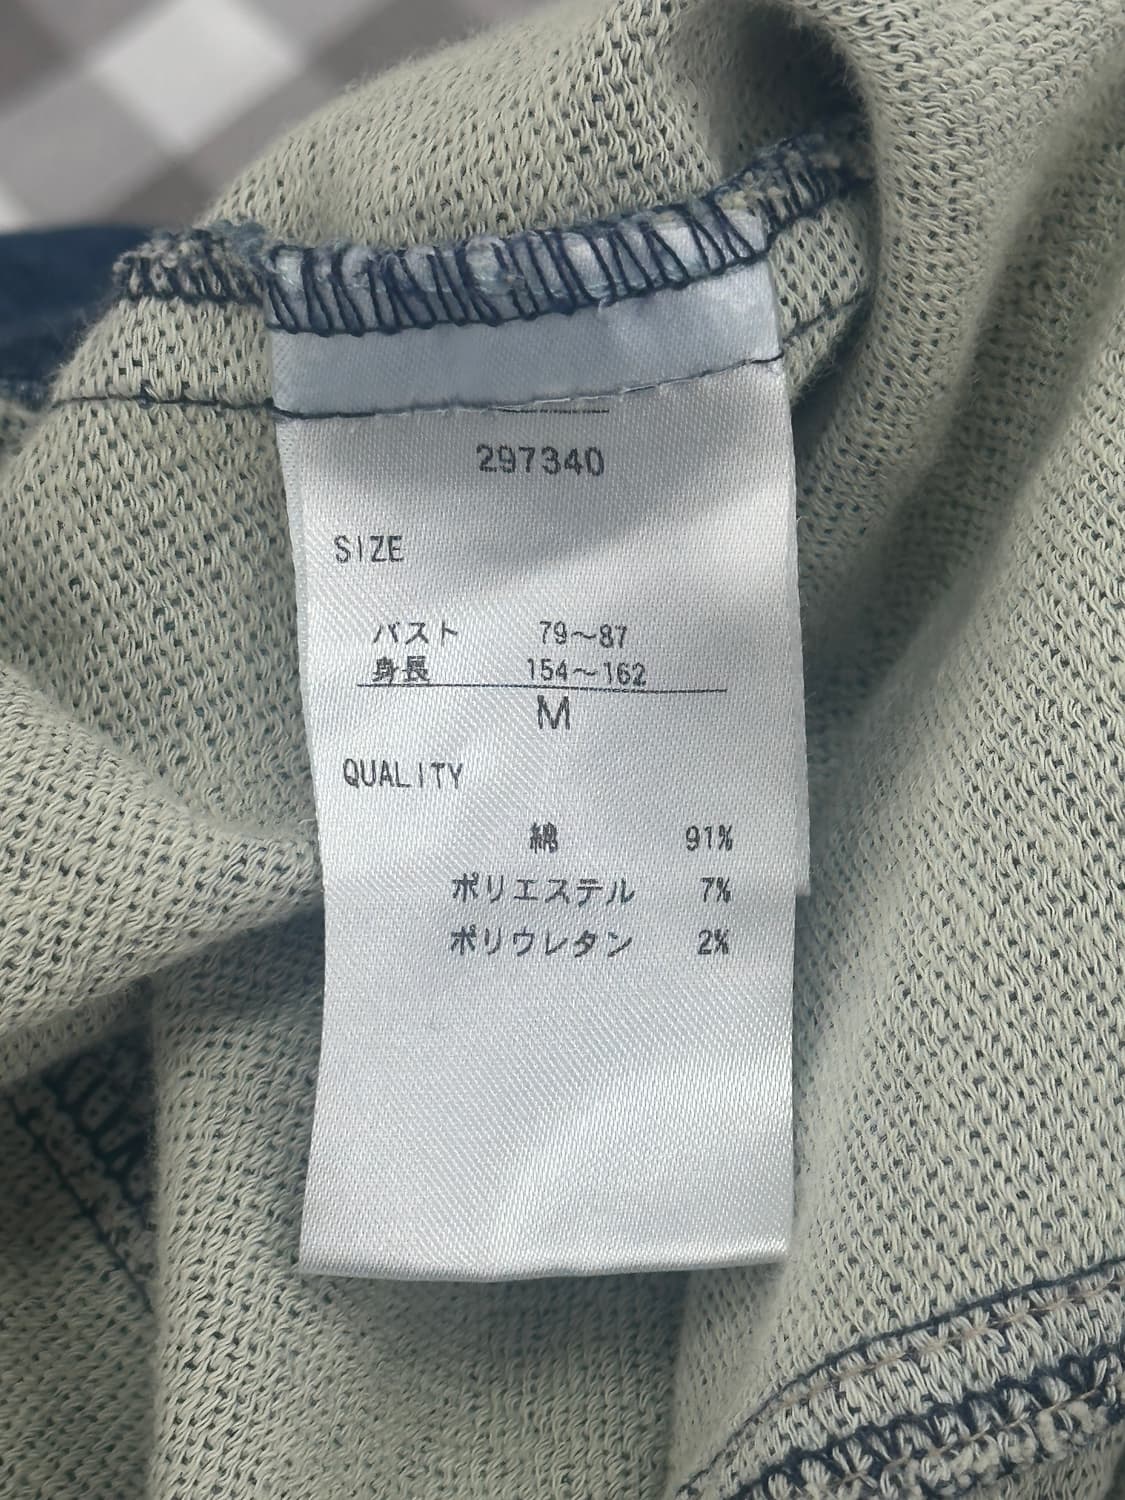 297340
SIZE
バスト 79~87
身長 154~162
M
QUALITY
綿 91%
ポリエステル 7%
ポリウレタン 2%